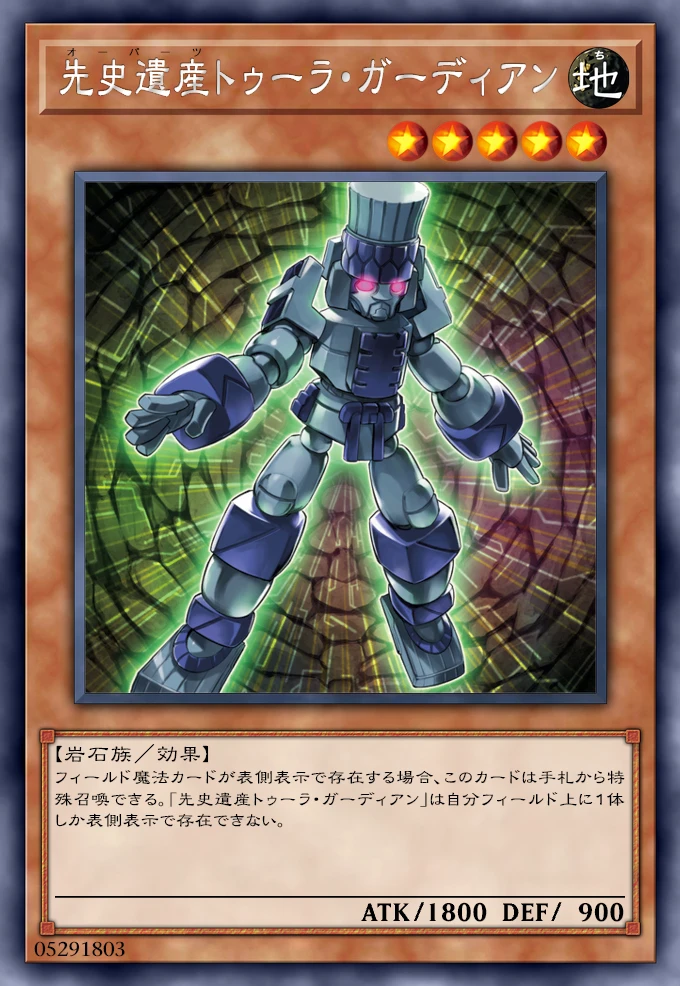 オーパーツ
先史遺産トゥーラ・ガーディアン
ち
地
【岩石族／効果】
フィールド魔法カードが表側表示で存在する場合、このカードは手札から特
殊召喚できる。「先史遺産トゥーラ・ガーディアン」は自分フィールド上に1体
しか表側表示で存在できない。
ATK/1800 DEF/ 900
05291803